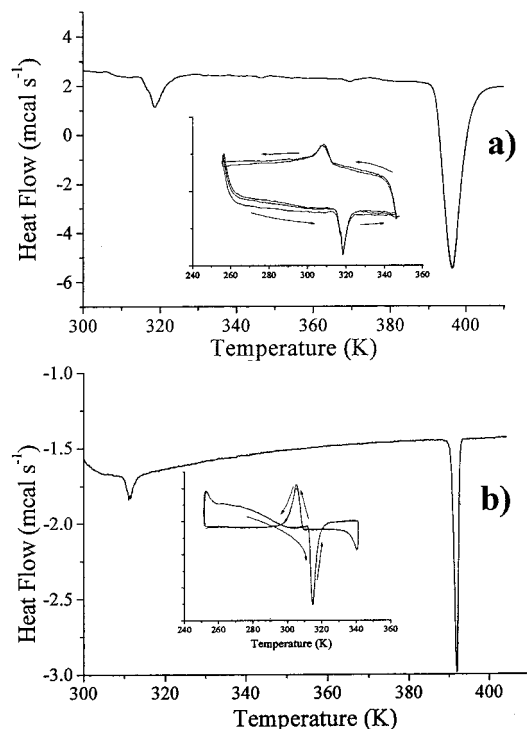 4
2
0
-2
-4
-6
Heat Flow (mcal s⁻¹)
a)
240 260 280 300 320 340 360
300 320 340 360 380 400
Temperature (K)
-1.0
-1.5
-2.0
-2.5
-3.0
Heat Flow (mcal s⁻¹)
b)
240 260 280 300 320 340 360
Temperature (K)
300 320 340 360 380 400
Temperature (K)